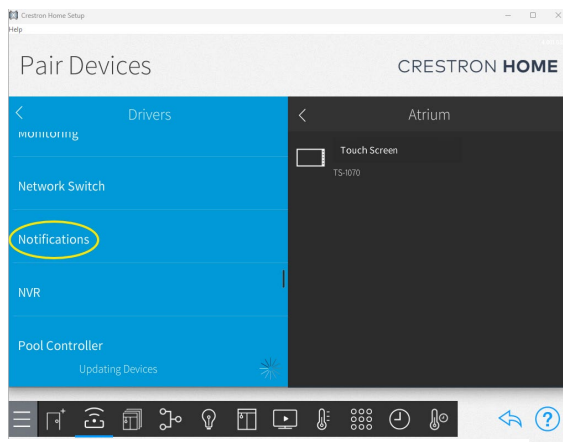 Crestron Home Setup
Help
Pair Devices
CRESTRON HOME
Drivers
Atrium
Monitoring
Touch Screen
TS-1070
Network Switch
Notifications
NVR
Pool Controller
Updating Devices
?